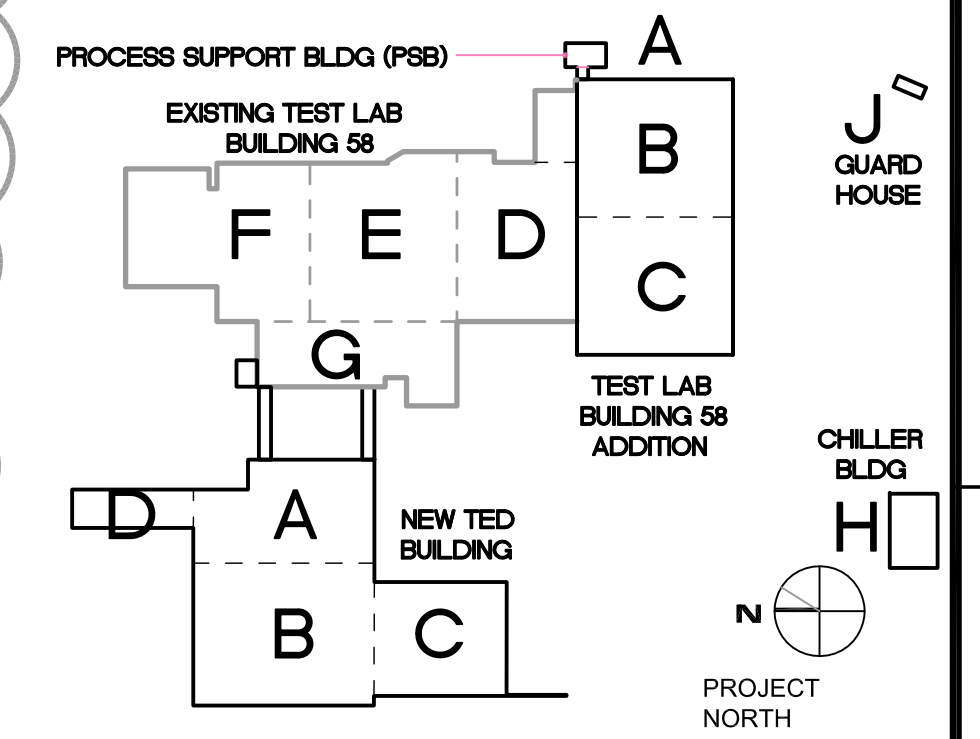 PROCESS SUPPORT BLDG (PSB)
A
EXISTING TEST LAB
BUILDING 58
B
J
GUARD
HOUSE
F
E
D
C
G
TEST LAB
BUILDING 58
ADDITION
CHILLER
BLDG
H
D
A
NEW TED
BUILDING
B
C
N
PROJECT
NORTH